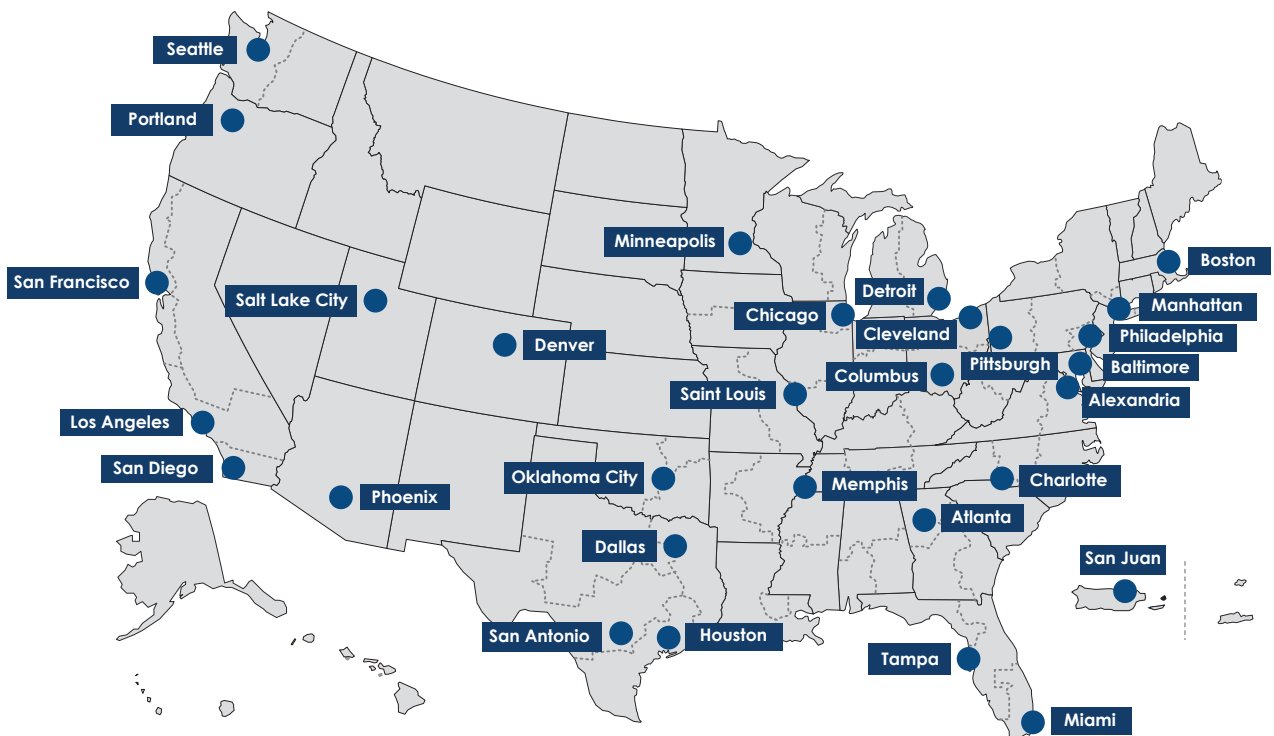 Seattle
Portland
Minneapolis
Boston
San Francisco
Salt Lake City
Detroit
Manhattan
Chicago
Cleveland
Philadelphia
Denver
Pittsburgh
Baltimore
Columbus
Saint Louis
Alexandria
Los Angeles
San Diego
Oklahoma City
Charlotte
Memphis
Phoenix
Atlanta
Dallas
San Juan
San Antonio
Houston
Tampa
Miami